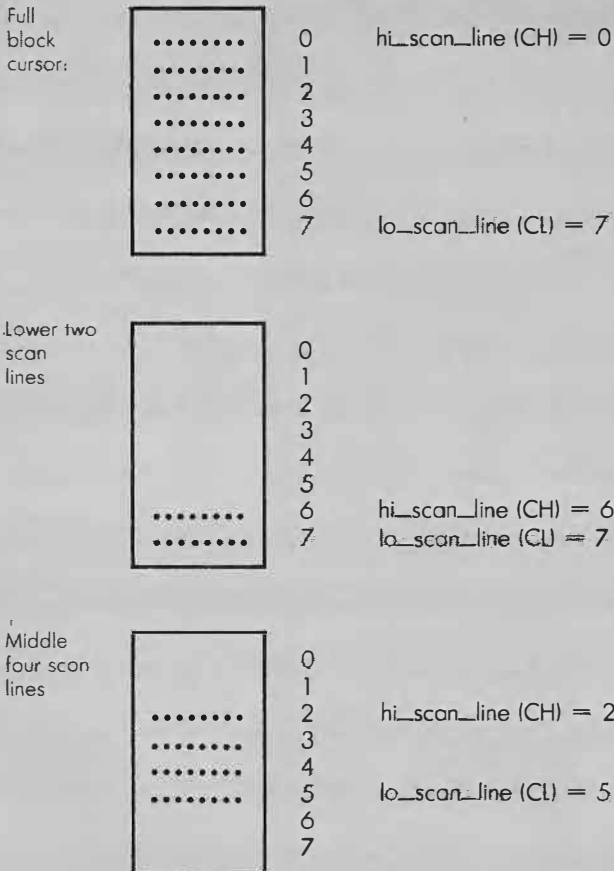 Full
block
cursor:
0 hi_scan_line (CH) = 0
1
2
3
4
5
6
7 lo_scan_line (CL) = 7
Lower two
scan
lines
0
1
2
3
4
5
6 hi_scan_line (CH) = 6
7 lo_scan_line (CL) = 7
Middle
four scan
lines
0
1
2 hi_scan_line (CH) = 2
3
4
5 lo_scan_line (CL) = 5
6
7